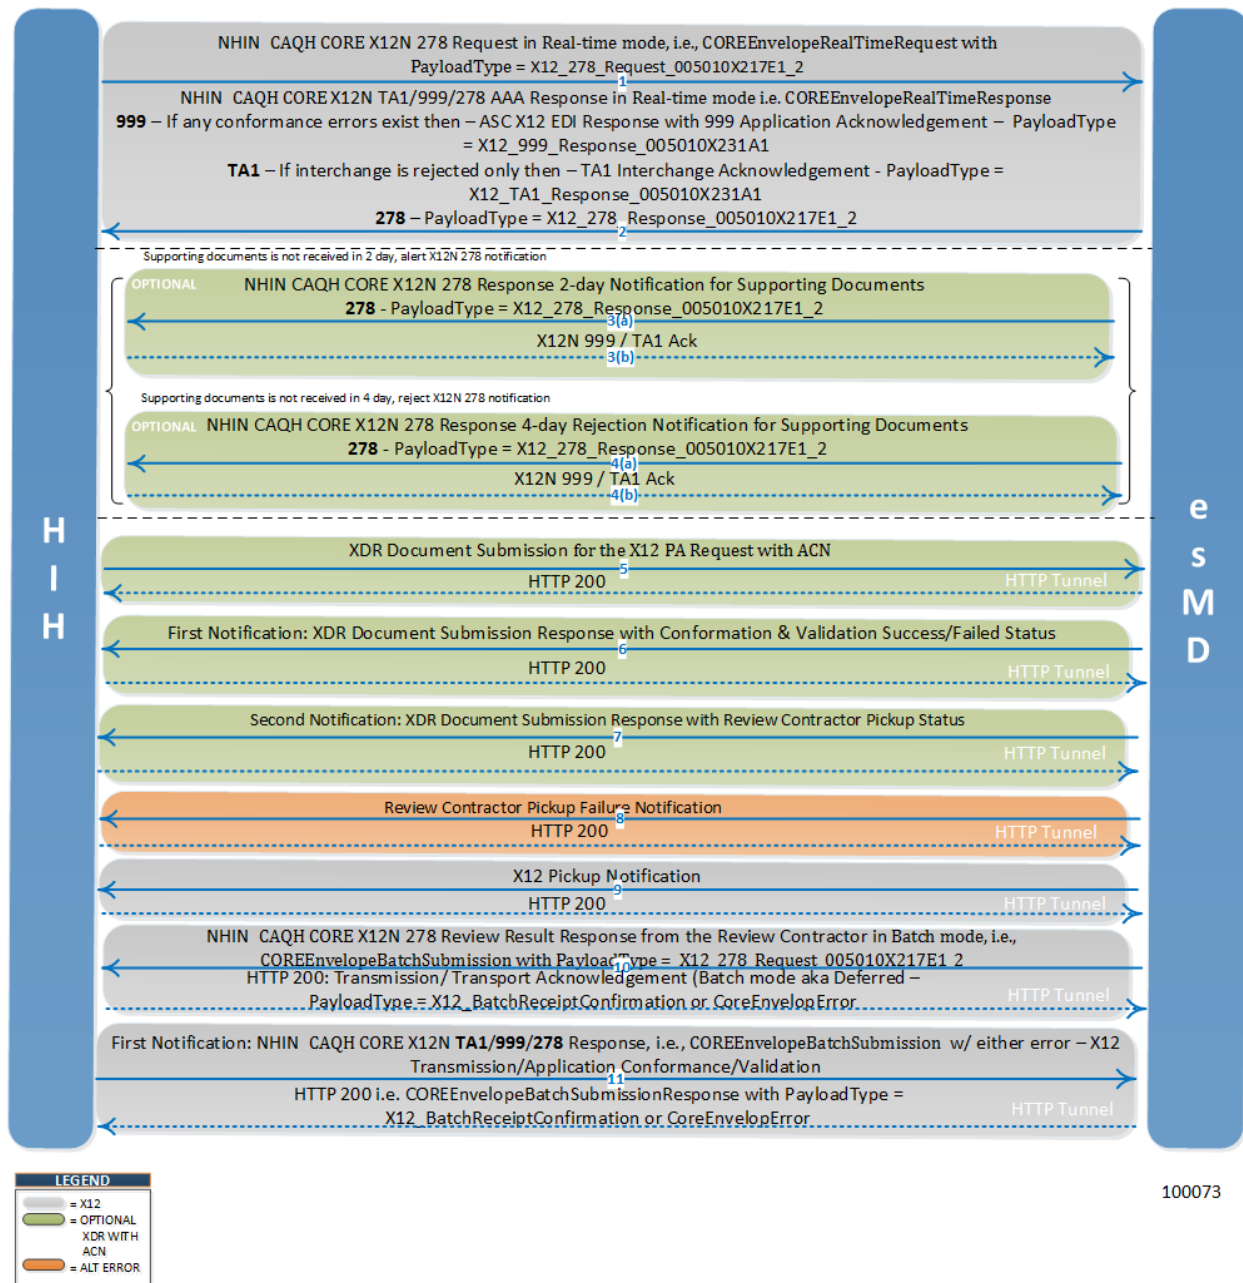 NHIN CAQH CORE X12N 278 Request in Real-time mode, i.e., COREEnvelopeRealTimeRequest with
PayloadType = X12_278_Request_005010X217E1_2
1
NHIN CAQH CORE X12N TA1/999/278 AAA Response in Real-time mode i.e. COREEnvelopeRealTimeResponse
999 – If any conformance errors exist then – ASC X12 EDI Response with 999 Application Acknowledgement – PayloadType
= X12_999_Response_005010X231A1
TA1 – If interchange is rejected only then – TA1 Interchange Acknowledgement - PayloadType =
X12_TA1_Response_005010X231A1
278 – PayloadType = X12_278_Response_005010X217E1_2
2
Supporting documents is not received in 2 day, alert X12N 278 notification
OPTIONAL NHIN CAQH CORE X12N 278 Response 2-day Notification for Supporting Documents
278 - PayloadType = X12_278_Response_005010X217E1_2
3(a)
X12N 999 / TA1 Ack
3(b)
Supporting documents is not received in 4 day, reject X12N 278 notification
OPTIONAL NHIN CAQH CORE X12N 278 Response 4-day Rejection Notification for Supporting Documents
278 - PayloadType = X12_278_Response_005010X217E1_2
4(a)
X12N 999 / TA1 Ack
4(b)
HIH
esMD
XDR Document Submission for the X12 PA Request with ACN
5
HTTP 200 HTTP Tunnel
First Notification: XDR Document Submission Response with Conformation & Validation Success/Failed Status
6
HTTP 200 HTTP Tunnel
Second Notification: XDR Document Submission Response with Review Contractor Pickup Status
7
HTTP 200 HTTP Tunnel
Review Contractor Pickup Failure Notification
8
HTTP 200 HTTP Tunnel
X12 Pickup Notification
9
HTTP 200 HTTP Tunnel
NHIN CAQH CORE X12N 278 Review Result Response from the Review Contractor in Batch mode, i.e.,
COREEnvelopeBatchSubmission with PayloadType = X12_278_Request_005010X217E1_2
10
HTTP 200: Transmission/ Transport Acknowledgement (Batch mode aka Deferred –
PayloadType = X12_BatchReceiptConfirmation or CoreEnvelopError HTTP Tunnel
First Notification: NHIN CAQH CORE X12N TA1/999/278 Response, i.e., COREEnvelopeBatchSubmission w/ either error – X12
Transmission/Application Conformance/Validation
11
HTTP 200 i.e. COREEnvelopeBatchSubmissionResponse with PayloadType =
X12_BatchReceiptConfirmation or CoreEnvelopError HTTP Tunnel
LEGEND
= X12
= OPTIONAL
XDR WITH
ACN
= ALT ERROR
100073